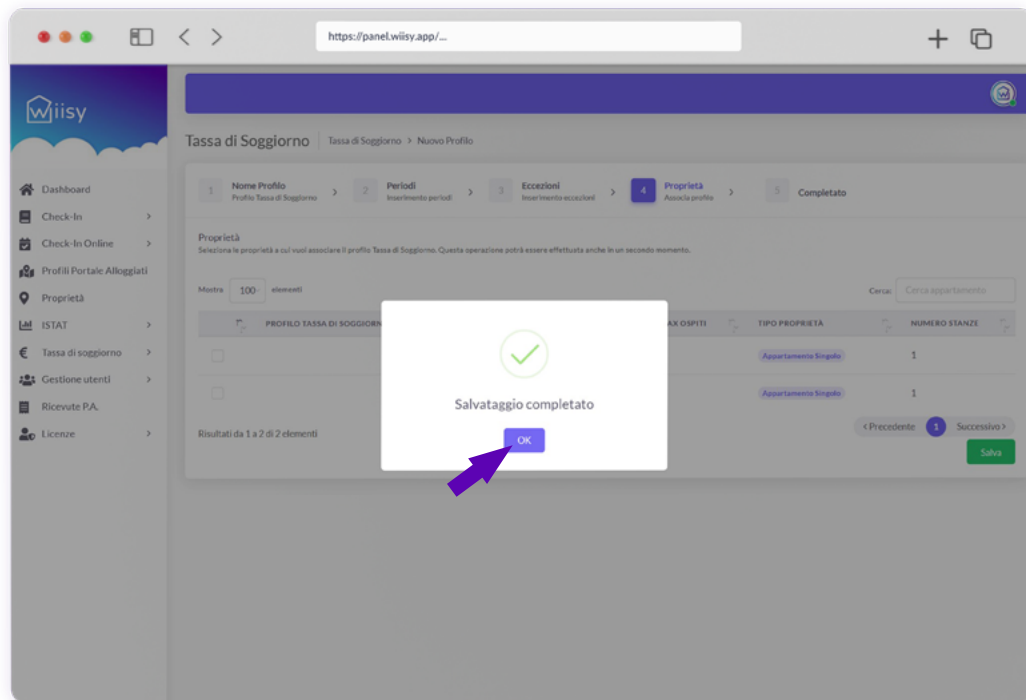 https://panel.wiisy.app/...
Wiisy
Tassa di Soggiorno
Tassa di Soggiorno > Nuovo Profilo
Dashboard
Check-In
Check-In Online
Profili Portale Alloggiati
Proprietà
ISTAT
Tassa di soggiorno
Gestione utenti
Ricevute P.A.
Licenze
1 Nome Profilo
Profilo Tassa di Soggiorno
2 Periodi
Inserimento periodi
3 Eccezioni
Inserimento eccezioni
4 Proprietà
Associa profilo
5 Completato
Proprietà
Seleziona le proprietà a cui vuoi associare il profilo Tassa di Soggiorno. Questa operazione potrà essere effettuata anche in un secondo momento.
Mostra 100 elementi
Cerca: Cerca appartamento
PROFILO TASSA DI SOGGIORN AX OSPITI TIPO PROPRIETÀ NUMERO STANZE
Appartamento Singolo 1
Appartamento Singolo 1
Risultati da 1 a 2 di 2 elementi
< Precedente 1 Successivo >
Salva
Salvataggio completato
OK